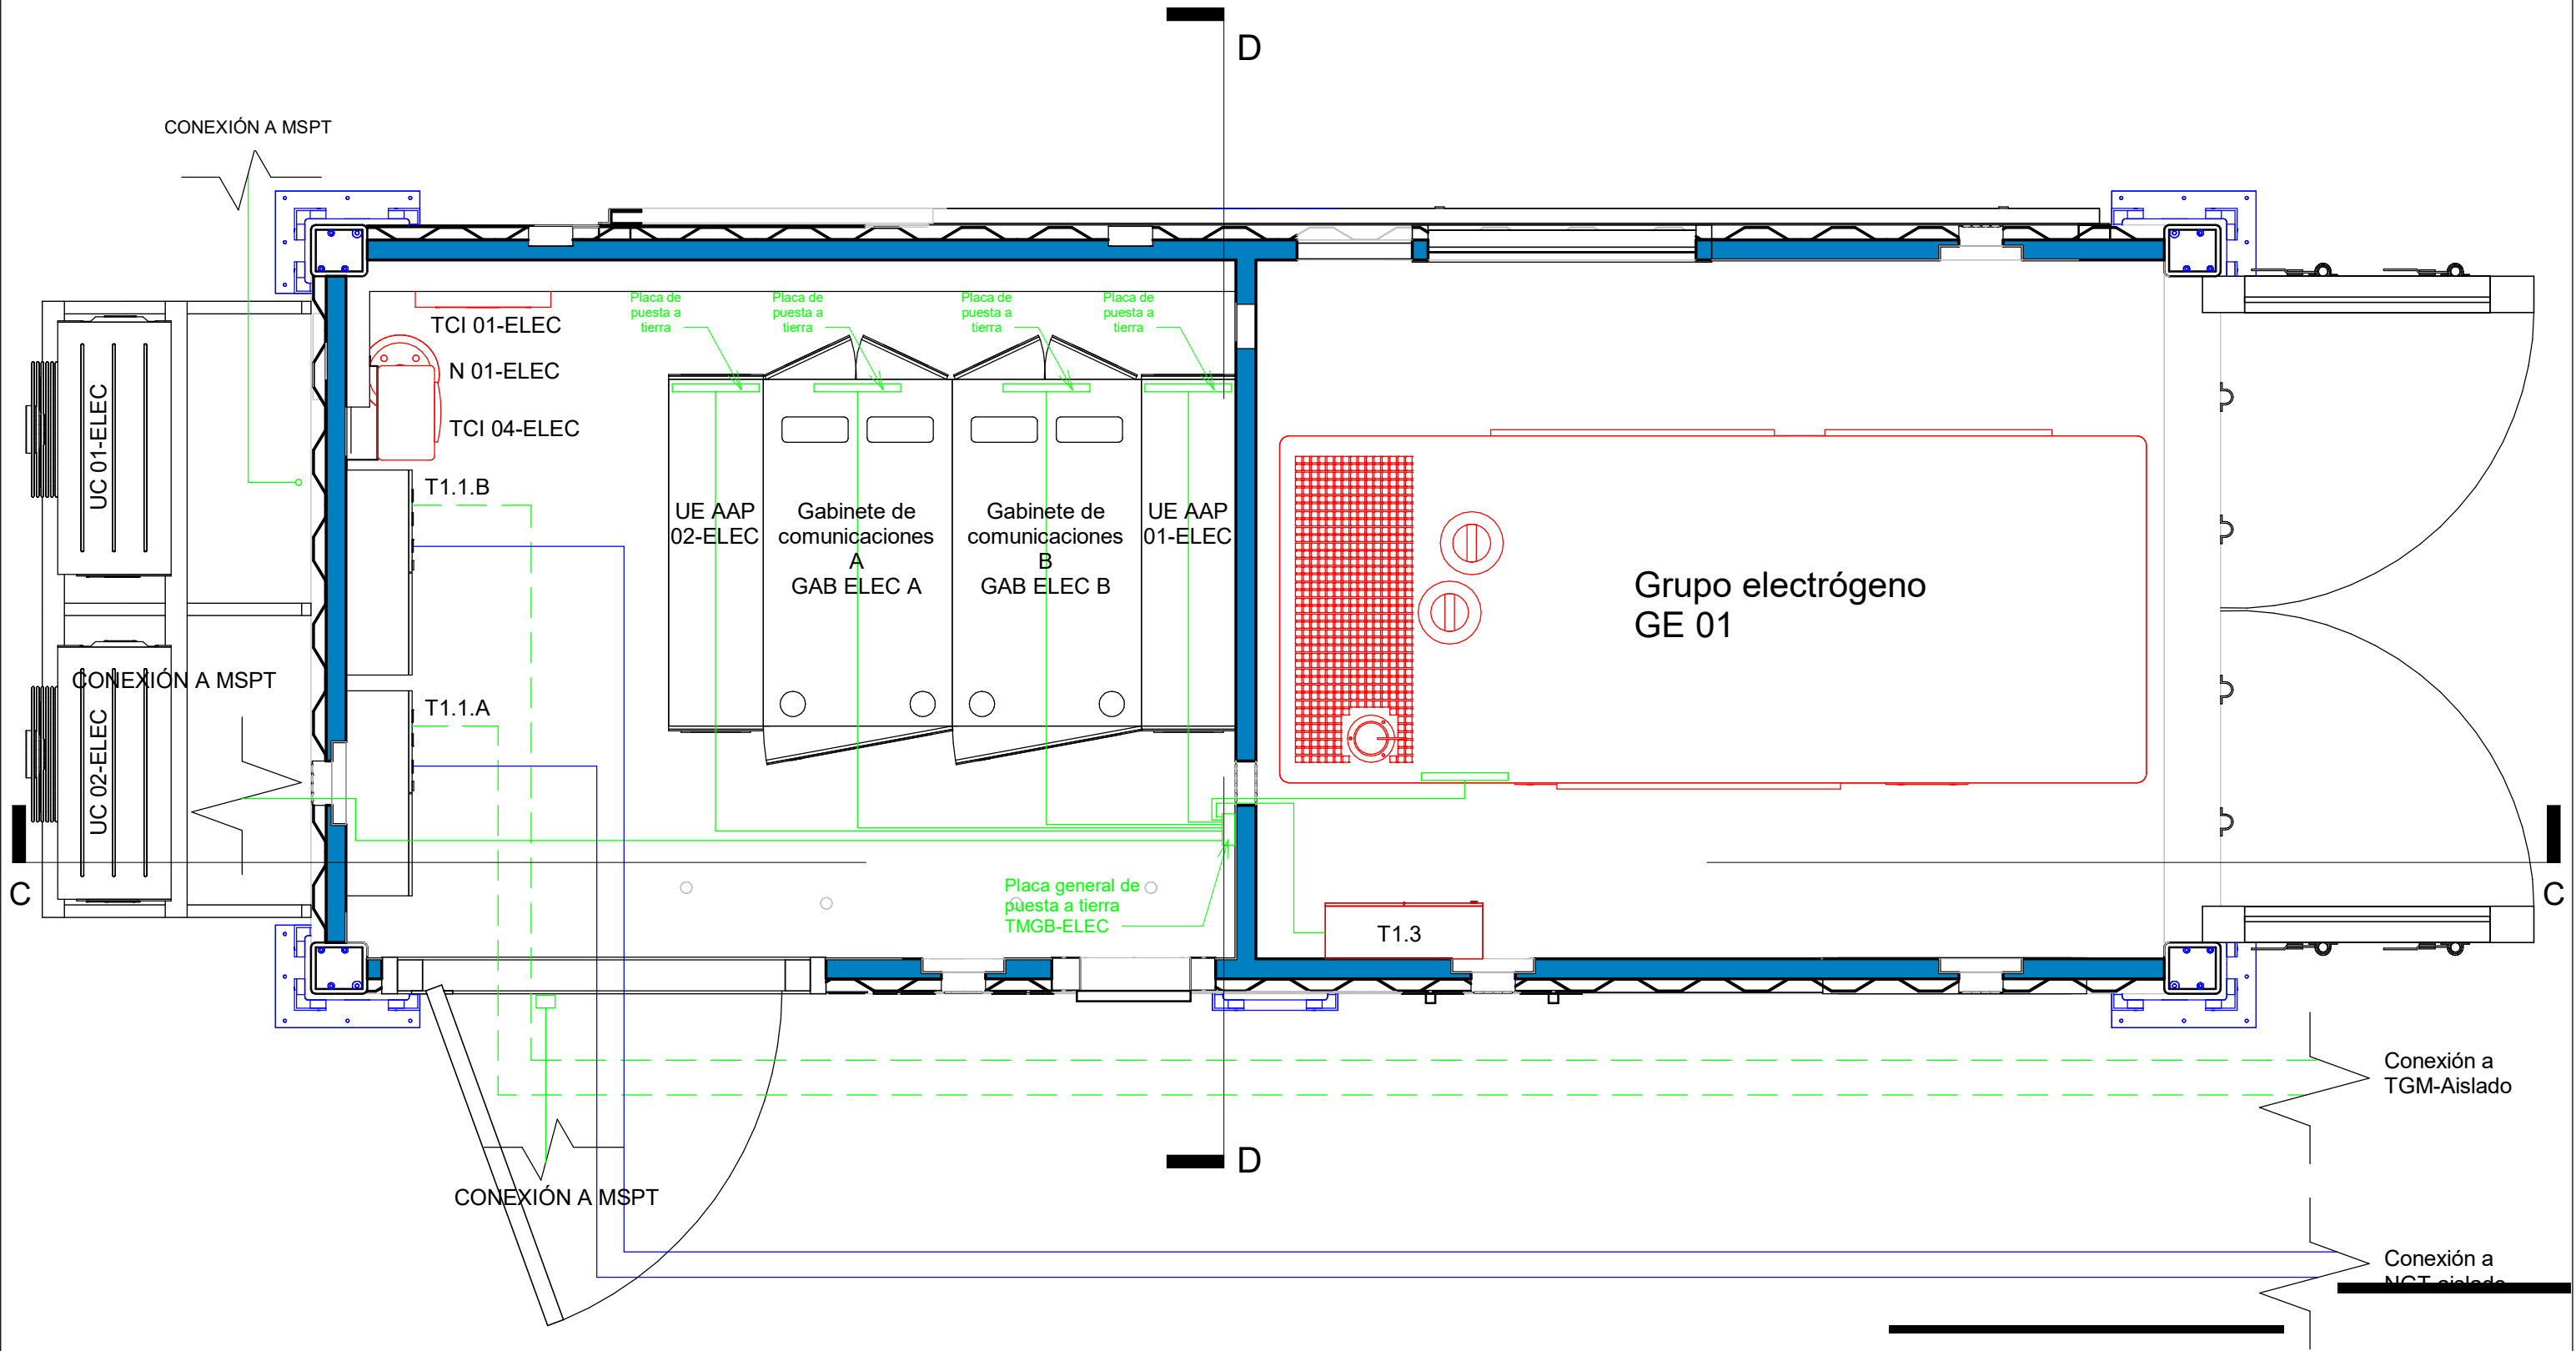 D
CONEXIÓN A MSPT
Placa de
puesta a
tierra
Placa de
puesta a
tierra
Placa de
puesta a
tierra
Placa de
puesta a
tierra
TCI 01-ELEC
N 01-ELEC
TCI 04-ELEC
UC 01-ELEC
T1.1.B
UE AAP
02-ELEC
Gabinete de
comunicaciones
A
GAB ELEC A
Gabinete de
comunicaciones
B
GAB ELEC B
UE AAP
01-ELEC
Grupo electrógeno
GE 01
CONEXIÓN A MSPT
UC 02-ELEC
T1.1.A
C
Placa general de
puesta a tierra
TMGB-ELEC
T1.3
C
Conexión a
TGM-Aislado
D
CONEXIÓN A MSPT
Conexión a
NGT-aislado